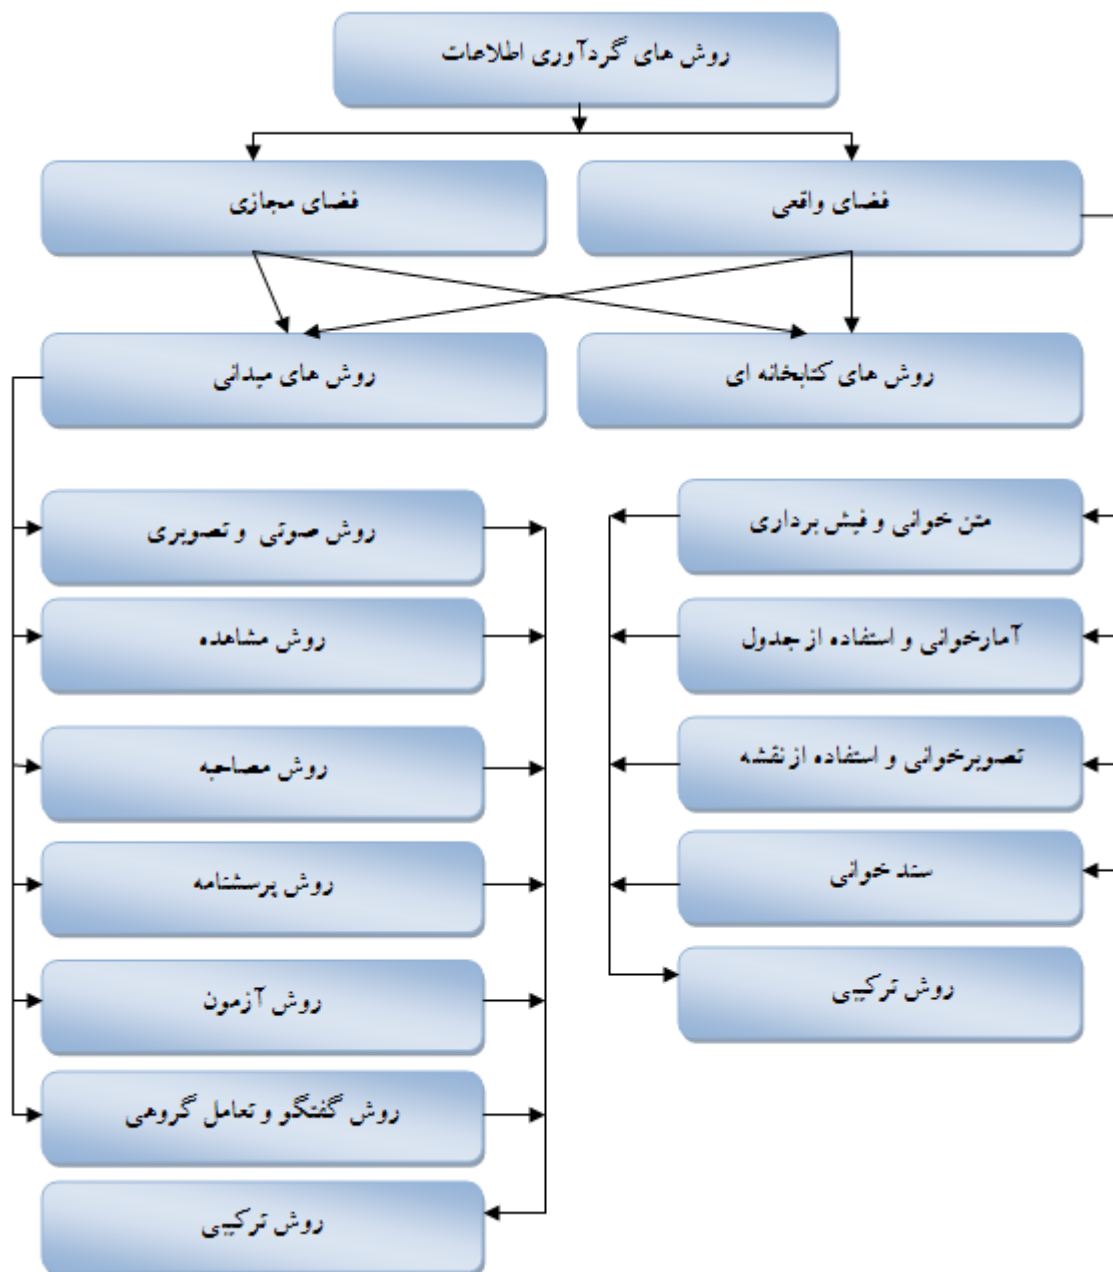 روش های گردآوری اطلاعات
فضای واقعی
فضای مجازی
روش های کتابخانه ای
روش های میدانی
متن خوانی و فیش برداری
آمارخوانی و استفاده از جدول
تصویرخوانی و استفاده از نقشه
سند خوانی
روش ترکیبی
روش صوتی و تصویری
روش مشاهده
روش مصاحبه
روش پرسشنامه
روش آزمون
روش گفتگو و تعامل گروهی
روش ترکیبی